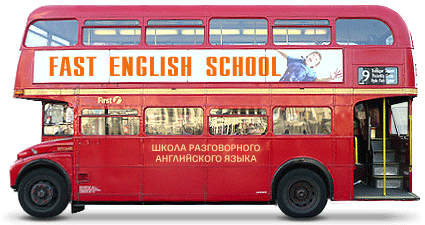 FAST ENGLISH SCHOOL
9
First
ШКОЛА РАЗГОВОРНОГО
АНГЛИЙСКОГО ЯЗЫКА